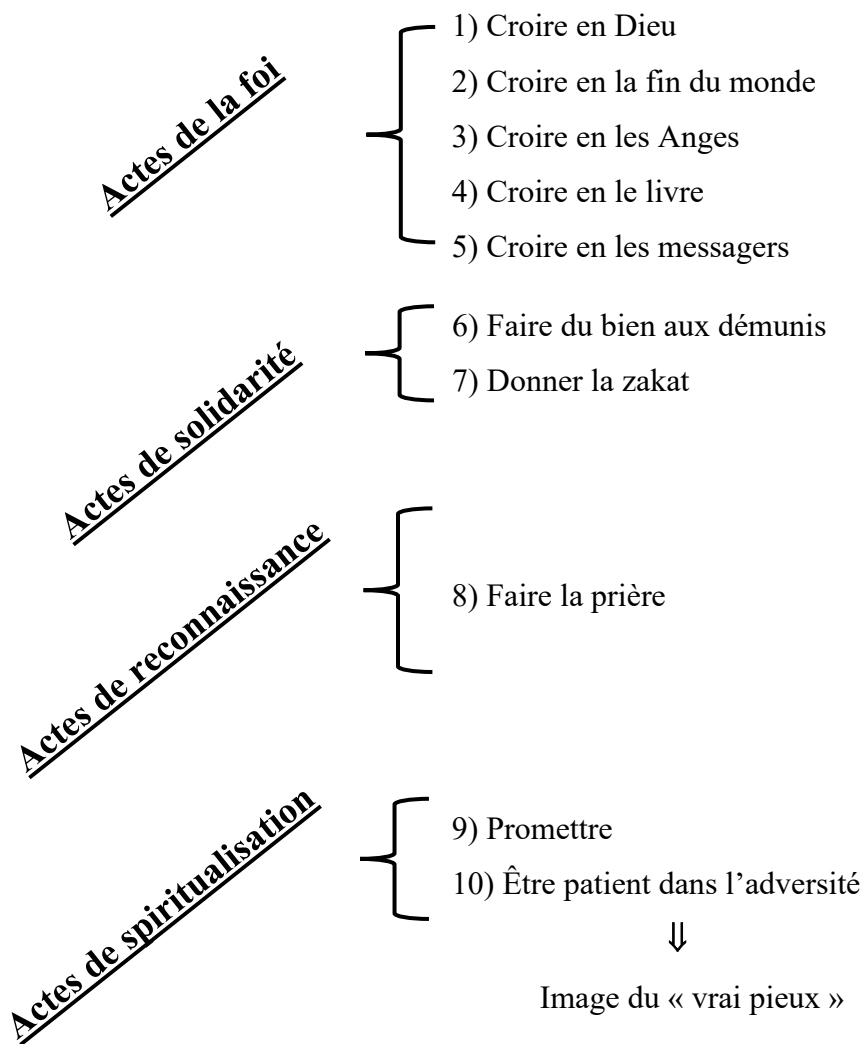 Actes de la foi
1) Croire en Dieu
2) Croire en la fin du monde
3) Croire en les Anges
4) Croire en le livre
5) Croire en les messagers
Actes de solidarité
6) Faire du bien aux démunis
7) Donner la zakat
Actes de reconnaissance
8) Faire la prière
Actes de spiritualisation
9) Promettre
10) Être patient dans l’adversité
⇓
Image du « vrai pieux »